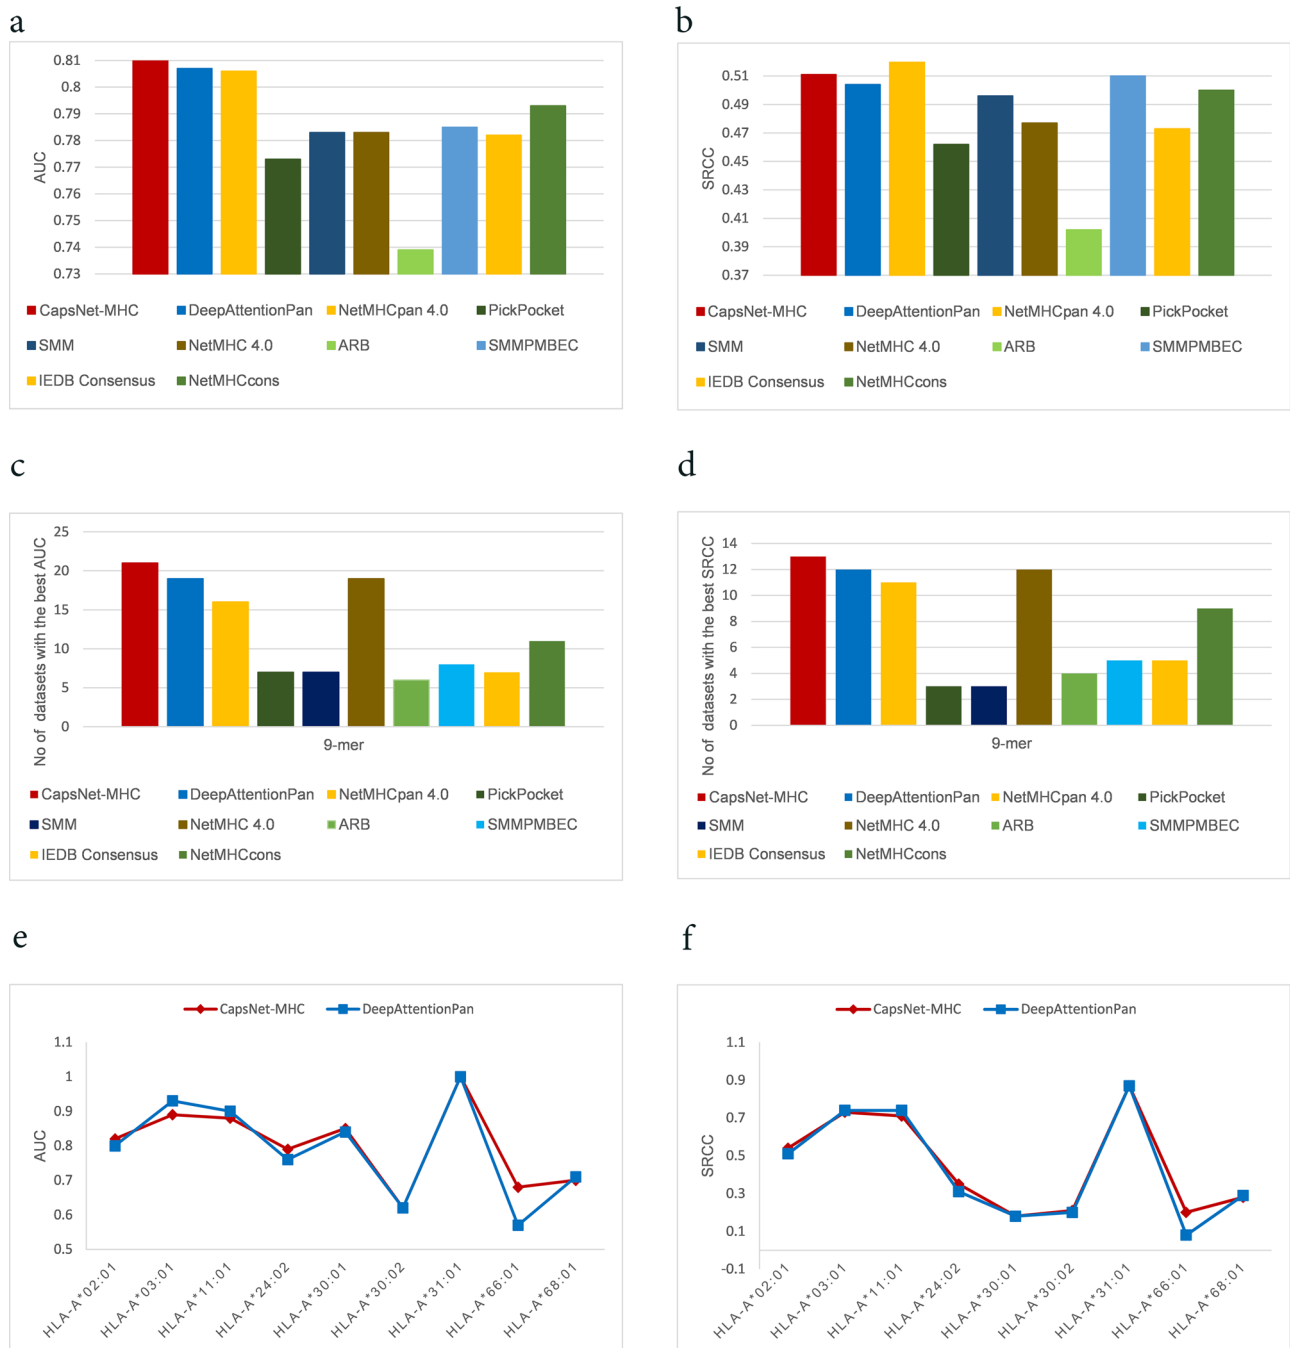 a
0.81
0.8
0.79
0.78
0.77
0.76
0.75
0.74
0.73
AUC
CapsNet-MHC DeepAttentionPan NetMHCpan 4.0 PickPocket
SMM NetMHC 4.0 ARB SMMPMBEC
IEDB Consensus NetMHCcons
b
0.51
0.49
0.47
0.45
0.43
0.41
0.39
0.37
SRCC
CapsNet-MHC DeepAttentionPan NetMHCpan 4.0 PickPocket
SMM NetMHC 4.0 ARB SMMPMBEC
IEDB Consensus NetMHCcons
c
25
20
15
10
5
0
No of datasets with the best AUC
9-mer
CapsNet-MHC DeepAttentionPan NetMHCpan 4.0 PickPocket
SMM NetMHC 4.0 ARB SMMPMBEC
IEDB Consensus NetMHCcons
d
14
12
10
8
6
4
2
0
No of datasets with the best SRCC
9-mer
CapsNet-MHC DeepAttentionPan NetMHCpan 4.0 PickPocket
SMM NetMHC 4.0 ARB SMMPMBEC
IEDB Consensus NetMHCcons
e
CapsNet-MHC DeepAttentionPan
1.1
1
0.9
0.8
0.7
0.6
0.5
AUC
HLA-A*02:01
HLA-A*03:01
HLA-A*11:01
HLA-A*24:02
HLA-A*30:01
HLA-A*30:02
HLA-A*31:01
HLA-A*66:01
HLA-A*68:01
f
CapsNet-MHC DeepAttentionPan
1.1
0.9
0.7
0.5
0.3
0.1
-0.1
SRCC
HLA-A*02:01
HLA-A*03:01
HLA-A*11:01
HLA-A*24:02
HLA-A*30:01
HLA-A*30:02
HLA-A*31:01
HLA-A*66:01
HLA-A*68:01